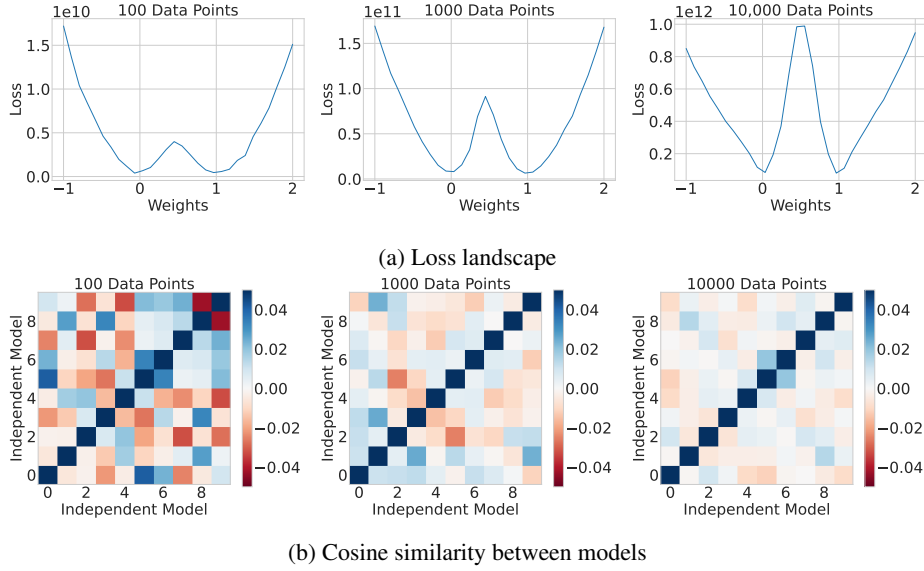 100 Data Points
1000 Data Points
10,000 Data Points
1e10
1e11
1e12
Loss
1.5
1.0
0.5
0.0
−1
0
1
2
Weights
Loss
1.5
1.0
0.5
0.0
−1
0
1
2
Weights
Loss
1.0
0.8
0.6
0.4
0.2
−1
0
1
2
Weights
(a) Loss landscape
100 Data Points
Independent Model
8
6
4
2
0
0 2 4 6 8
Independent Model
0.04
0.02
0.00
−0.02
−0.04
1000 Data Points
Independent Model
8
6
4
2
0
0 2 4 6 8
Independent Model
0.04
0.02
0.00
−0.02
−0.04
10000 Data Points
Independent Model
8
6
4
2
0
0 2 4 6 8
Independent Model
0.04
0.02
0.00
−0.02
−0.04
(b) Cosine similarity between models